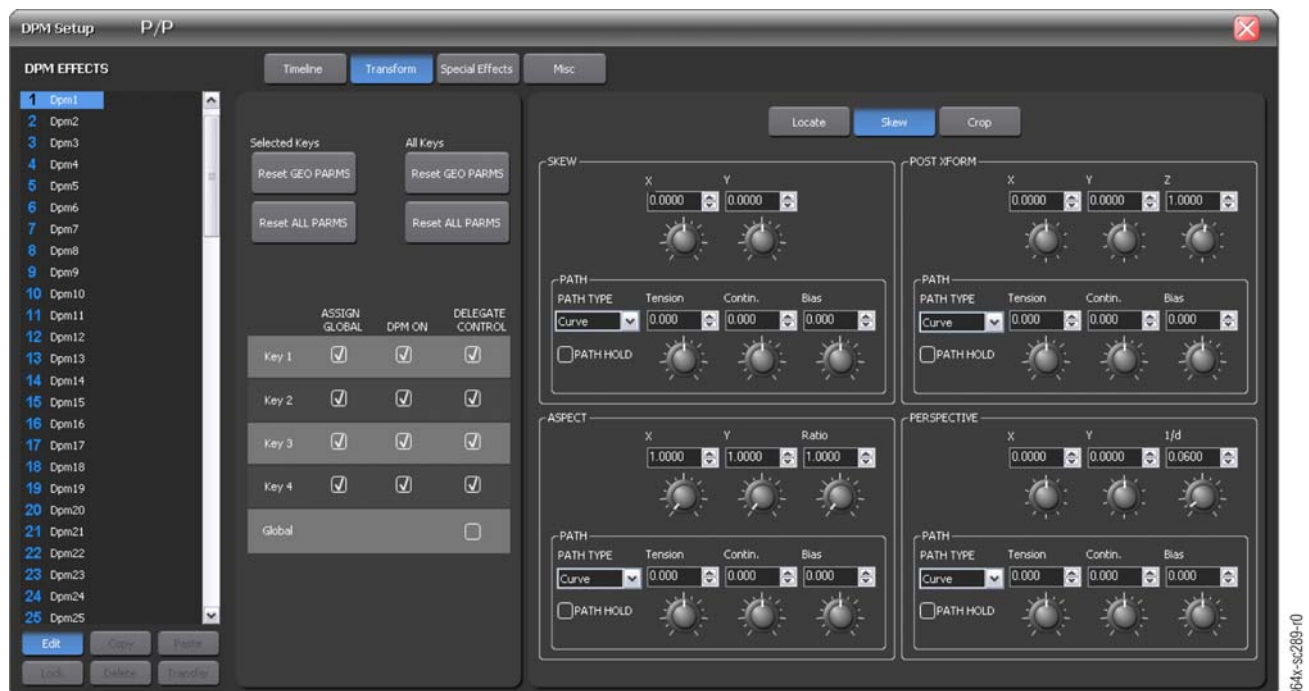 DPM Setup P/P
DPM EFFECTS
Timeline Transform Special Effects Misc
1 Dpm1
2 Dpm2
3 Dpm3
4 Dpm4
5 Dpm5
6 Dpm6
7 Dpm7
8 Dpm8
9 Dpm9
10 Dpm10
11 Dpm11
12 Dpm12
13 Dpm13
14 Dpm14
15 Dpm15
16 Dpm16
17 Dpm17
18 Dpm18
19 Dpm19
20 Dpm20
21 Dpm21
22 Dpm22
23 Dpm23
24 Dpm24
25 Dpm25
Edit Copy Paste
Lock Delete Transfer
Selected Keys All Keys
Reset GEO PARMS Reset GEO PARMS
Reset ALL PARMS Reset ALL PARMS
ASSIGN GLOBAL DPM ON DELEGATE CONTROL
Key 1
Key 2
Key 3
Key 4
Global
Locate Skew Crop
SKEW
X Y
0.0000 0.0000
PATH
PATH TYPE Tension Contin. Bias
Curve 0.000 0.000 0.000
PATH HOLD
POST XFORM
X Y Z
0.0000 0.0000 1.0000
PATH
PATH TYPE Tension Contin. Bias
Curve 0.000 0.000 0.000
PATH HOLD
ASPECT
X Y Ratio
1.0000 1.0000 1.0000
PATH
PATH TYPE Tension Contin. Bias
Curve 0.000 0.000 0.000
PATH HOLD
PERSPECTIVE
X Y 1/d
0.0000 0.0000 0.0600
PATH
PATH TYPE Tension Contin. Bias
Curve 0.000 0.000 0.000
PATH HOLD
64x-sc289-r0